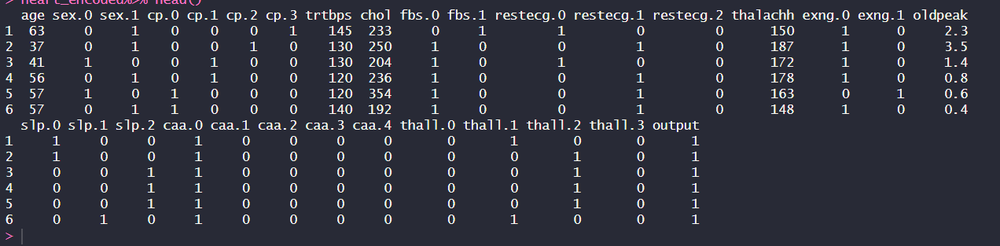 > heart_encoded%>% head()
age sex.0 sex.1 cp.0 cp.1 cp.2 cp.3 trtbps chol fbs.0 fbs.1 restecg.0 restecg.1 restecg.2 thalachh exng.0 exng.1 oldpeak
1 63 0 1 0 0 0 1 145 233 0 1 1 0 0 150 1 0 2.3
2 37 0 1 0 0 1 0 130 250 1 0 0 1 0 187 1 0 3.5
3 41 1 0 0 1 0 0 130 204 1 0 1 0 0 172 1 0 1.4
4 56 0 1 0 1 0 0 120 236 1 0 0 1 0 178 1 0 0.8
5 57 1 0 1 0 0 0 120 354 1 0 0 1 0 163 0 1 0.6
6 57 0 1 1 0 0 0 140 192 1 0 0 1 0 148 1 0 0.4
slp.0 slp.1 slp.2 caa.0 caa.1 caa.2 caa.3 caa.4 thall.0 thall.1 thall.2 thall.3 output
1 1 0 0 1 0 0 0 0 0 1 0 0 1
2 1 0 0 1 0 0 0 0 0 0 1 0 1
3 0 0 1 1 0 0 0 0 0 0 1 0 1
4 0 0 1 1 0 0 0 0 0 0 1 0 1
5 0 0 1 1 0 0 0 0 0 0 1 0 1
6 0 1 0 1 0 0 0 0 0 1 0 0 1
>